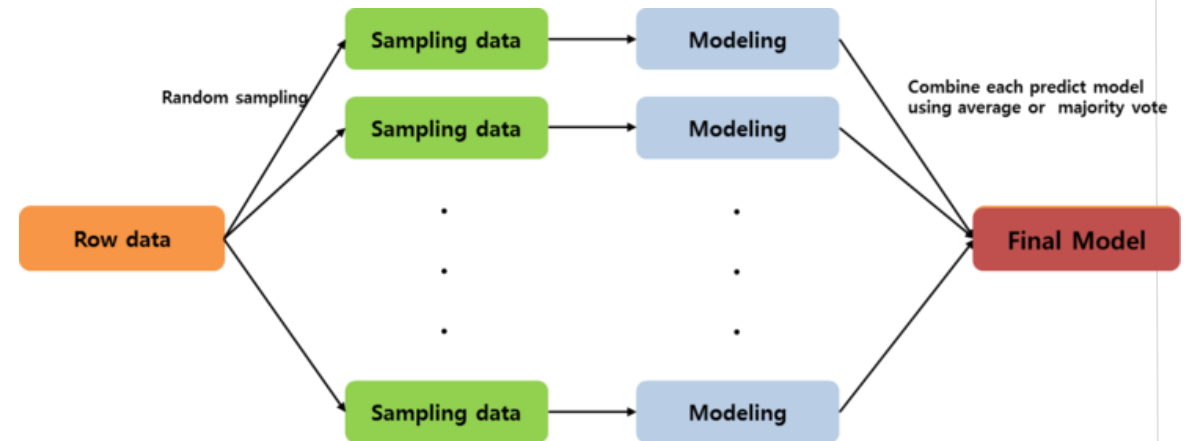 Sampling data
Modeling
Random sampling
Combine each predict model
using average or majority vote
Sampling data
Modeling
Row data
Final Model
Sampling data
Modeling